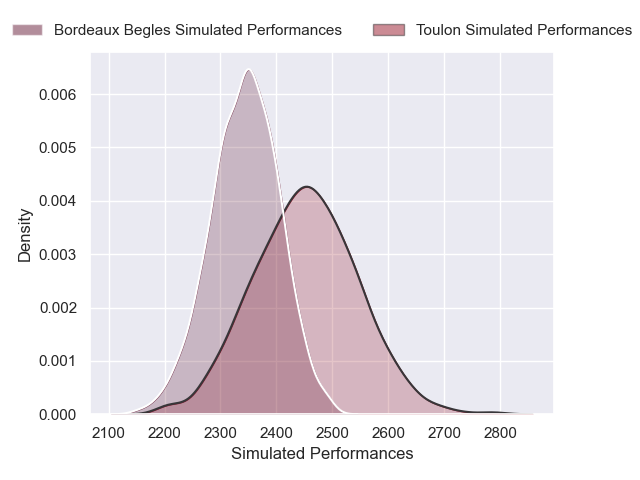 Bordeaux Begles Simulated Performances Toulon Simulated Performances
0.006
0.005
0.004
0.003
0.002
0.001
0.000
Density
2100 2200 2300 2400 2500 2600 2700 2800
Simulated Performances